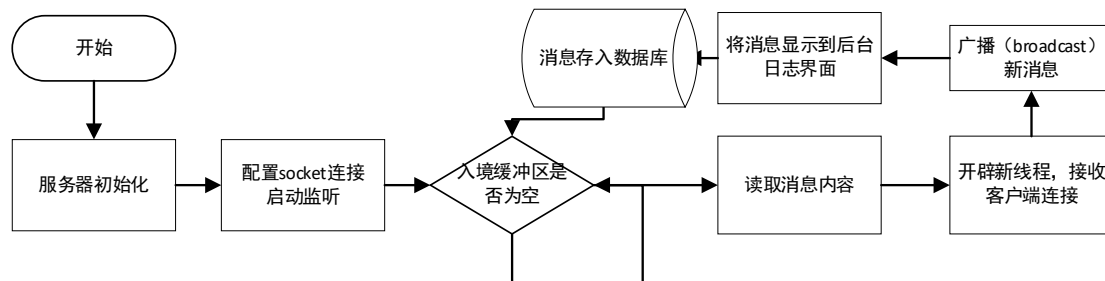 开始
消息存入数据库
将消息显示到后台
日志界面
广播（broadcast）
新消息
服务器初始化
配置socket连接
启动监听
入境缓冲区是
否为空
读取消息内容
开辟新线程，接收
客户端连接